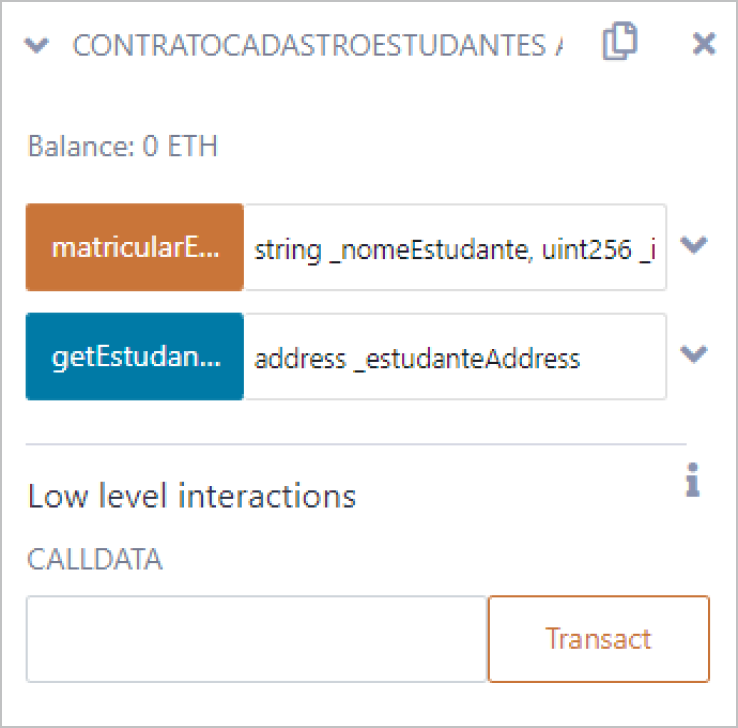 CONTRATOCADASTROESTUDANTES
Balance: 0 ETH
matricularE... string _nomeEstudante, uint256 _i
getEstudan... address _estudanteAddress
Low level interactions
CALLDATA
Transact